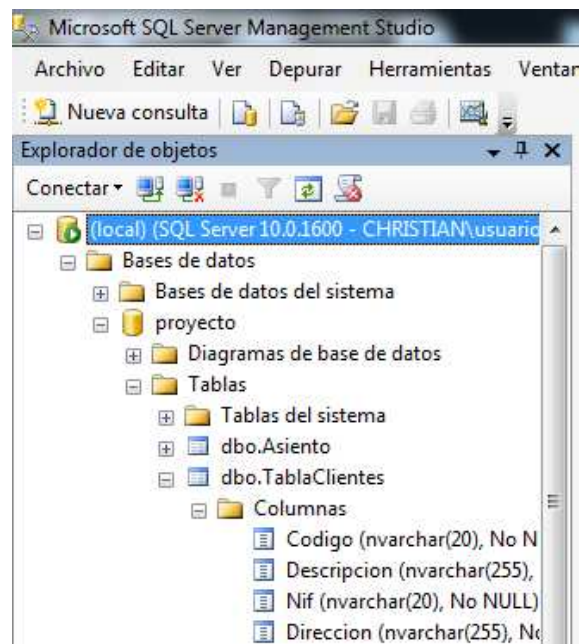 Microsoft SQL Server Management Studio
Archivo Editar Ver Depurar Herramientas Ventan
Nueva consulta
Explorador de objetos
Conectar
(local) (SQL Server 10.0.1600 - CHRISTIAN\usuario
Bases de datos
Bases de datos del sistema
proyecto
Diagramas de base de datos
Tablas
Tablas del sistema
dbo.Asiento
dbo.TablaClientes
Columnas
Codigo (nvarchar(20), No N
Descripcion (nvarchar(255),
Nif (nvarchar(20), No NULL)
Direccion (nvarchar(255), No